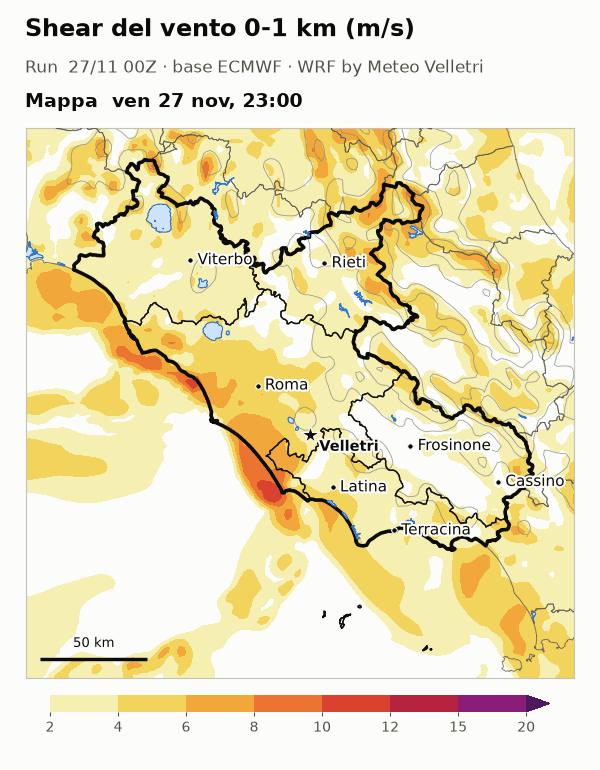 Shear del vento 0-1 km (m/s)
Run  27/11 00Z · base ECMWF · WRF by Meteo Velletri
Mappa  ven 27 nov, 23:00
Viterbo
Rieti
Roma
Velletri
Frosinone
Latina
Cassino
Terracina
50 km
2 4 6 8 10 12 15 20